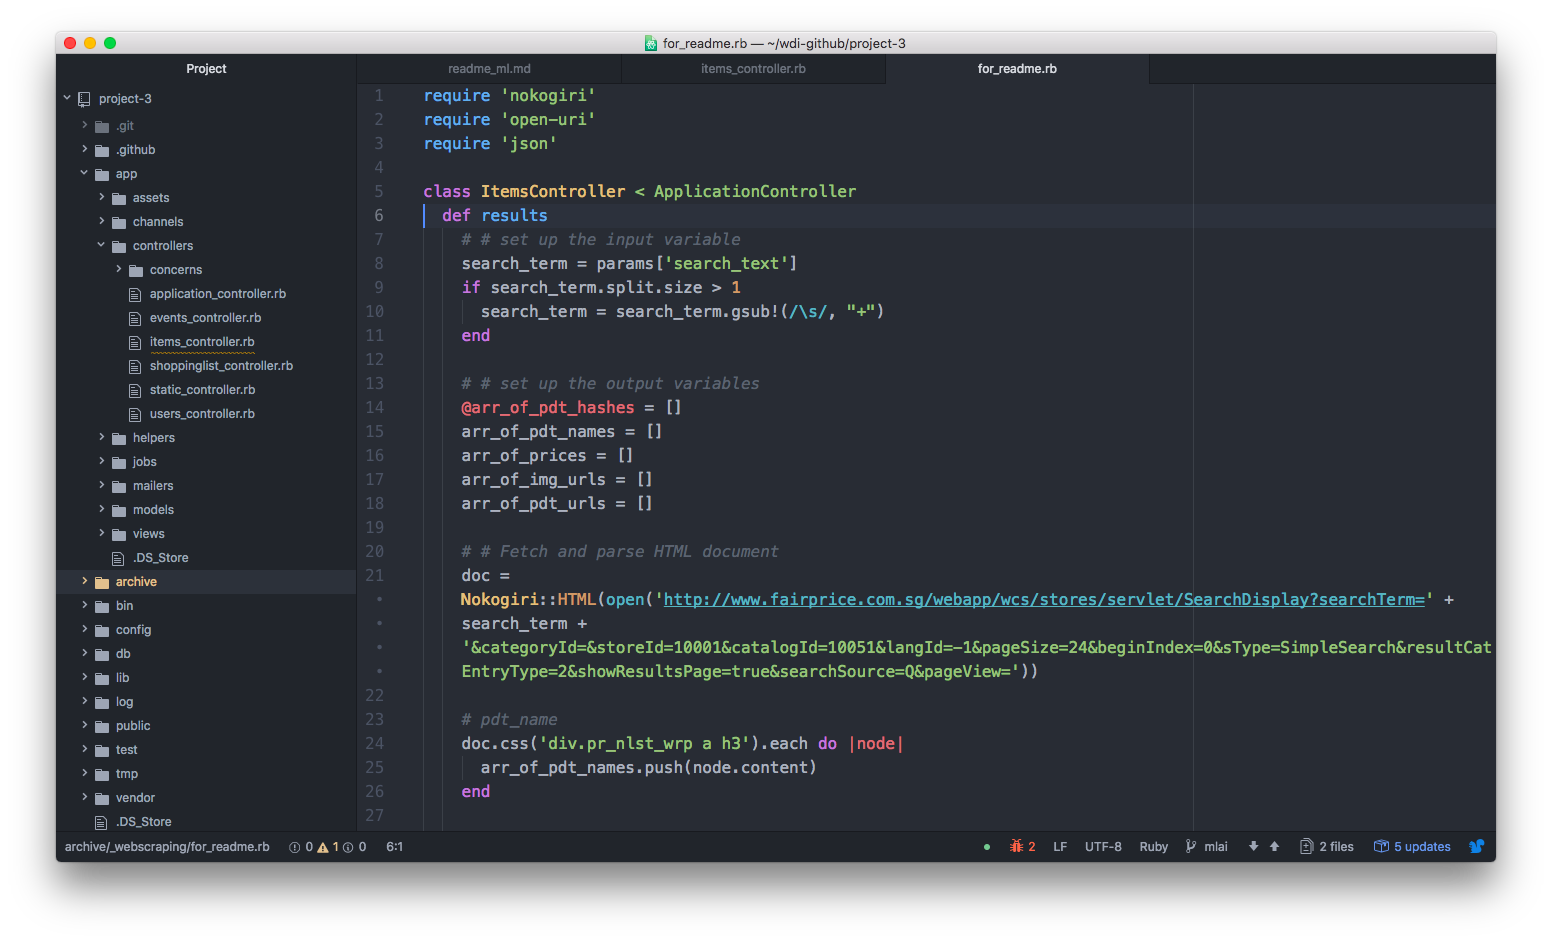 for_readme.rb — ~/wdi-github/project-3
Project
readme_ml.md
items_controller.rb
for_readme.rb
project-3
.git
.github
app
assets
channels
controllers
concerns
application_controller.rb
events_controller.rb
items_controller.rb
shoppinglist_controller.rb
static_controller.rb
users_controller.rb
helpers
jobs
mailers
models
views
.DS_Store
archive
bin
config
db
lib
log
public
test
tmp
vendor
.DS_Store
1 require 'nokogiri'
2 require 'open-uri'
3 require 'json'
4
5 class ItemsController < ApplicationController
6 def results
7 # # set up the input variable
8 search_term = params['search_text']
9 if search_term.split.size > 1
10 search_term = search_term.gsub!(/\s/, "+")
11 end
12
13 # # set up the output variables
14 @arr_of_pdt_hashes = []
15 arr_of_pdt_names = []
16 arr_of_prices = []
17 arr_of_img_urls = []
18 arr_of_pdt_urls = []
19
20 # # Fetch and parse HTML document
21 doc =
• Nokogiri::HTML(open('http://www.fairprice.com.sg/webapp/wcs/stores/servlet/SearchDisplay?searchTerm=' +
• search_term +
• '&categoryId=&storeId=10001&catalogId=10051&langId=-1&pageSize=24&beginIndex=0&sType=SimpleSearch&resultCat
• EntryType=2&showResultsPage=true&searchSource=Q&pageView='))
22
23 # pdt_name
24 doc.css('div.pr_nlst_wrp a h3').each do |node|
25 arr_of_pdt_names.push(node.content)
26 end
27
archive/_webscraping/for_readme.rb 0 1 0 6:1 2 LF UTF-8 Ruby mlai 2 files 5 updates